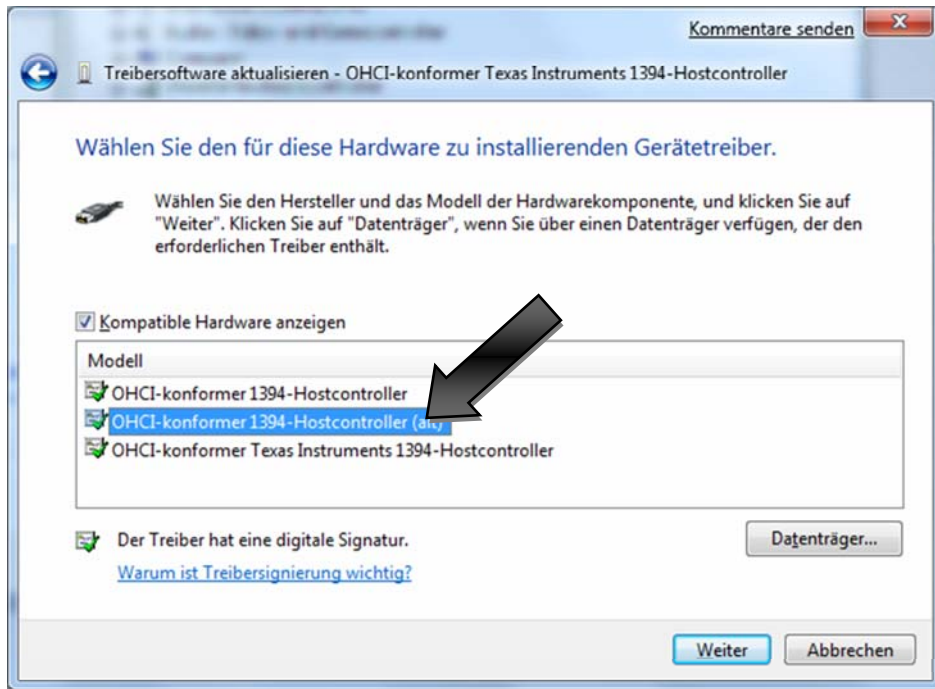 Kommentare senden
Treibersoftware aktualisieren - OHCI-konformer Texas Instruments 1394-Hostcontroller
Wählen Sie den für diese Hardware zu installierenden Gerätetreiber.
Wählen Sie den Hersteller und das Modell der Hardwarekomponente, und klicken Sie auf
"Weiter". Klicken Sie auf "Datenträger", wenn Sie über einen Datenträger verfügen, der den
erforderlichen Treiber enthält.
Kompatible Hardware anzeigen
Modell
OHCI-konformer 1394-Hostcontroller
OHCI-konformer 1394-Hostcontroller (alt)
OHCI-konformer Texas Instruments 1394-Hostcontroller
Der Treiber hat eine digitale Signatur.
Datenträger...
Warum ist Treibersignierung wichtig?
Weiter
Abbrechen